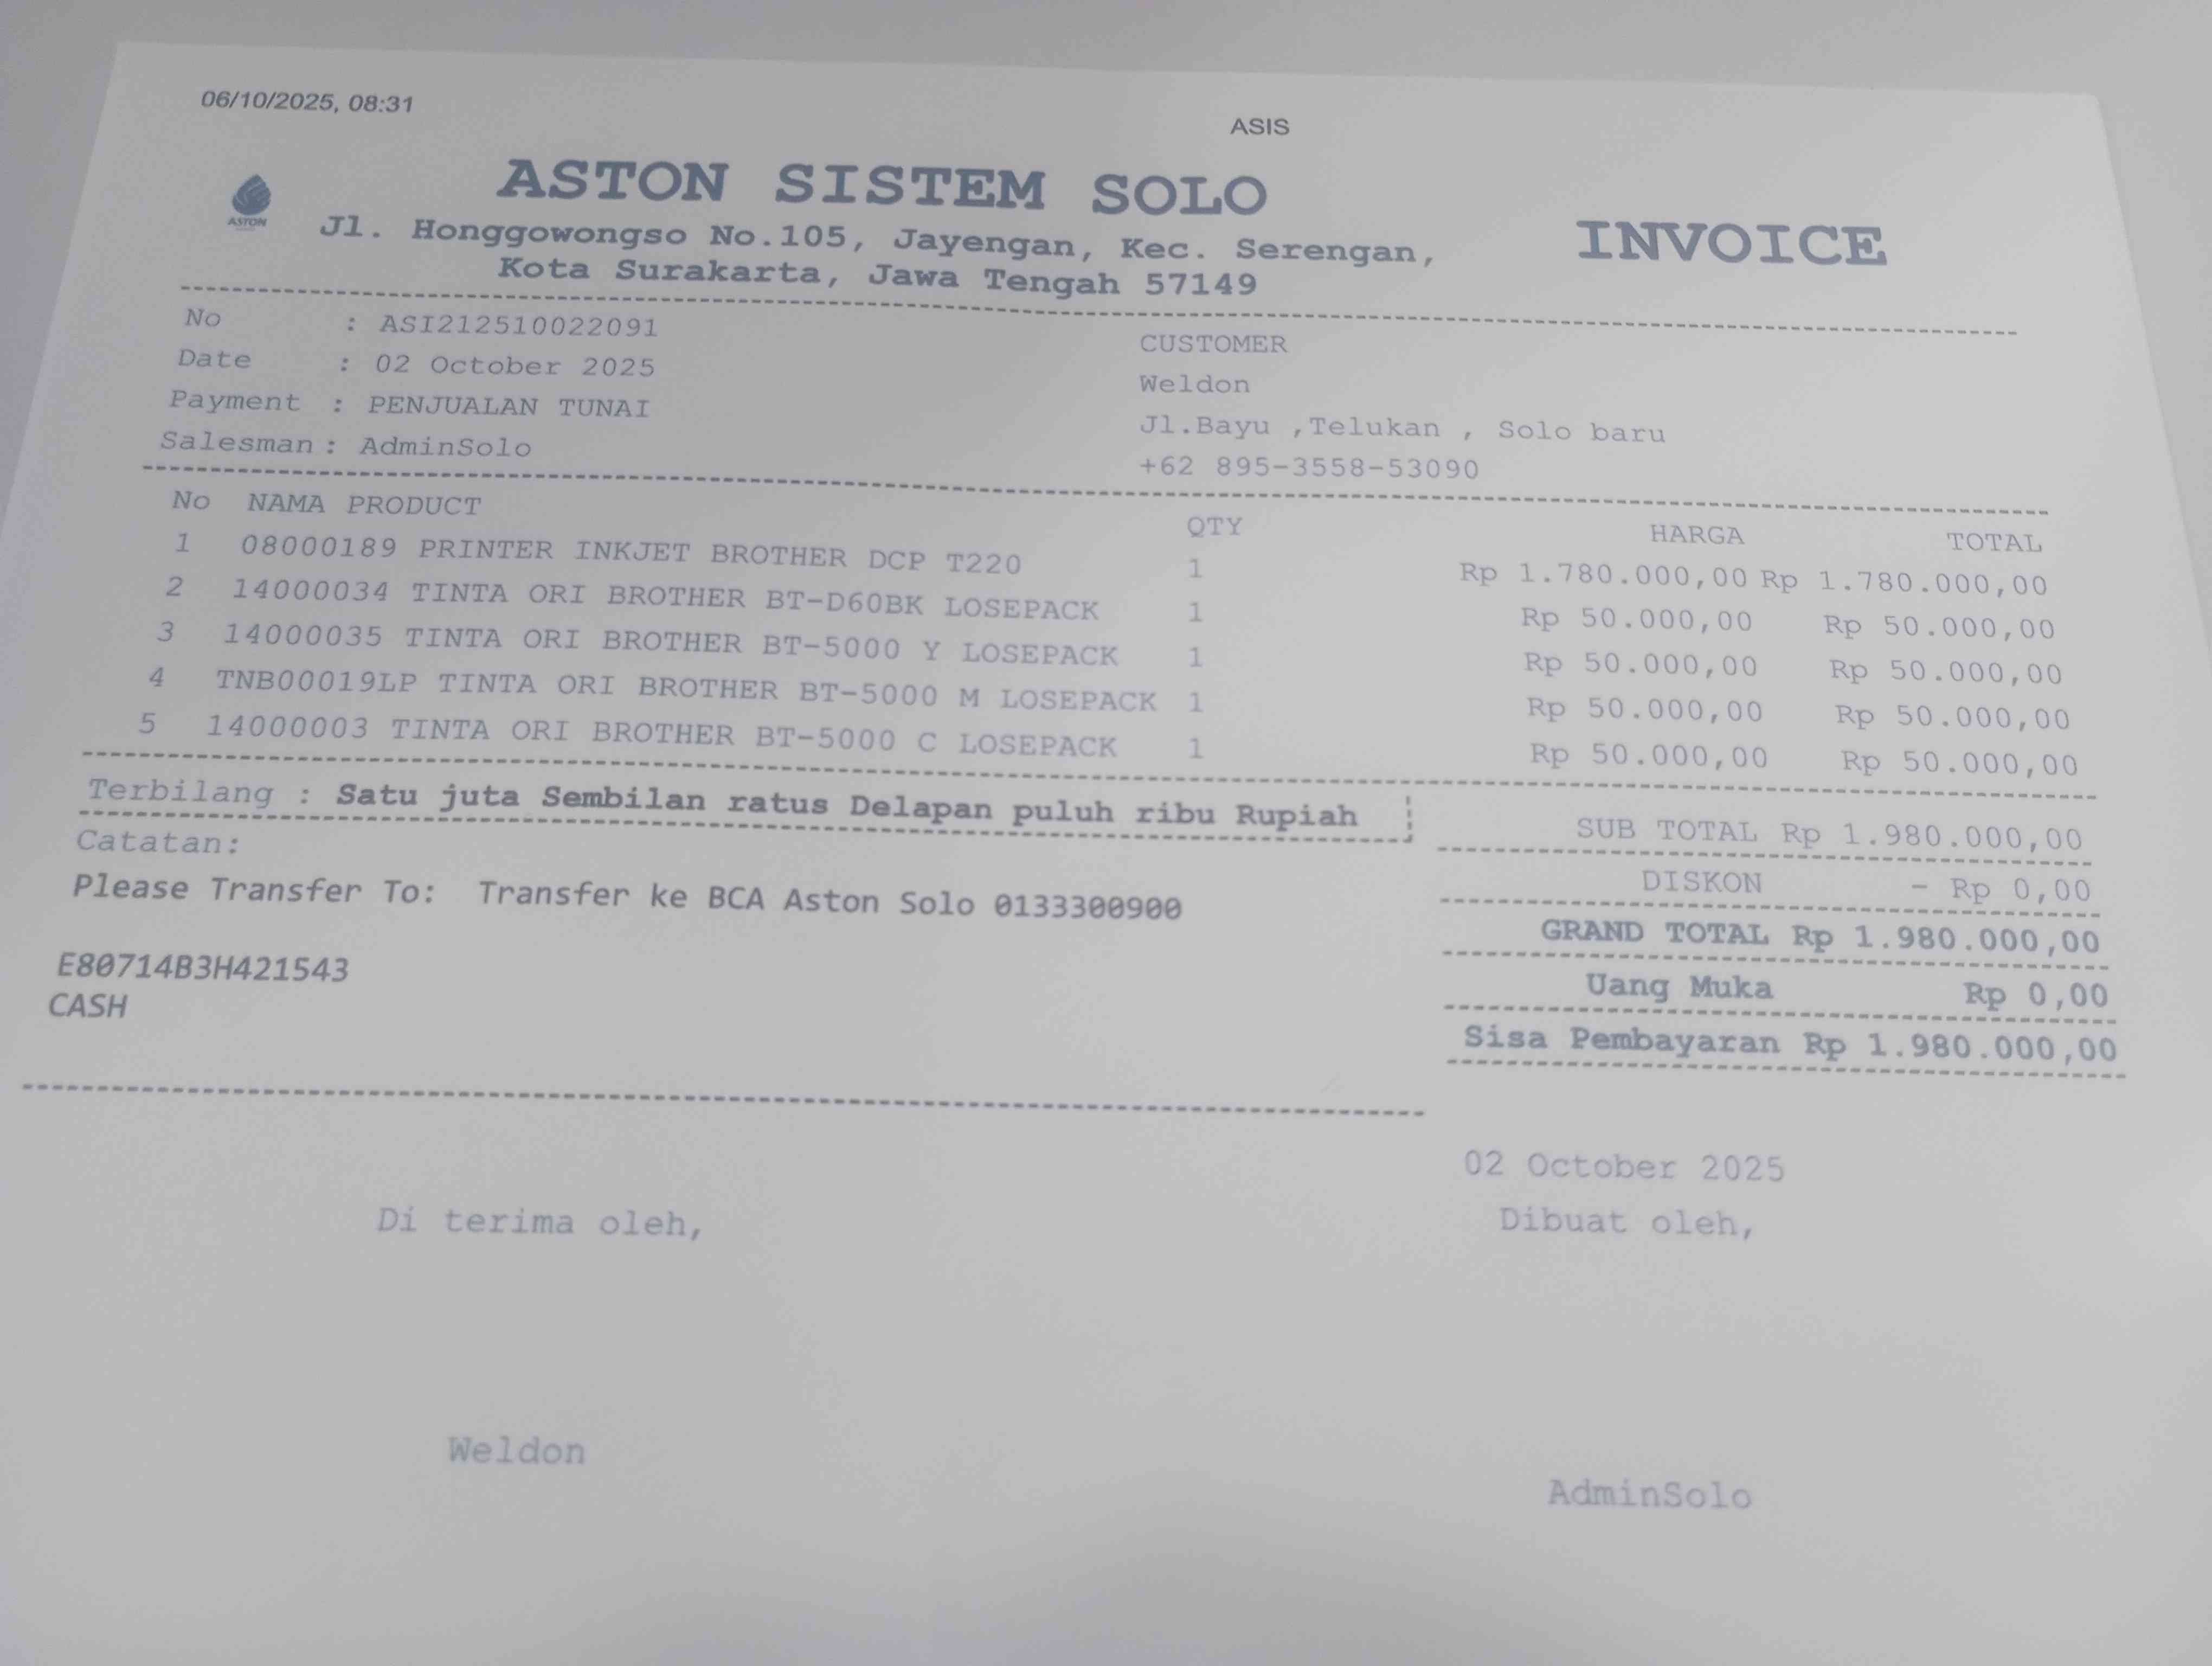 06/10/2025, 08:31
ASIS
ASTON
ASTON SISTEM SOLO
Jl. Honggowongso No.105, Jayengan, Kec. Serengan,
Kota Surakarta, Jawa Tengah 57149
INVOICE
No : ASI212510022091
Date : 02 October 2025
Payment : PENJUALAN TUNAI
Salesman : AdminSolo
CUSTOMER
Weldon
Jl.Bayu ,Telukan , Solo baru
+62 895-3558-53090
No NAMA PRODUCT QTY HARGA TOTAL
1 08000189 PRINTER INKJET BROTHER DCP T220 1 Rp 1.780.000,00 Rp 1.780.000,00
2 14000034 TINTA ORI BROTHER BT-D60BK LOSEPACK 1 Rp 50.000,00 Rp 50.000,00
3 14000035 TINTA ORI BROTHER BT-5000 Y LOSEPACK 1 Rp 50.000,00 Rp 50.000,00
4 TNB00019LP TINTA ORI BROTHER BT-5000 M LOSEPACK 1 Rp 50.000,00 Rp 50.000,00
5 14000003 TINTA ORI BROTHER BT-5000 C LOSEPACK 1 Rp 50.000,00 Rp 50.000,00
Terbilang : Satu juta Sembilan ratus Delapan puluh ribu Rupiah
Catatan:
Please Transfer To: Transfer ke BCA Aston Solo 0133300900
E80714B3H421543
CASH
SUB TOTAL Rp 1.980.000,00
DISKON - Rp 0,00
GRAND TOTAL Rp 1.980.000,00
Uang Muka Rp 0,00
Sisa Pembayaran Rp 1.980.000,00
02 October 2025
Di terima oleh,
Dibuat oleh,
Weldon
AdminSolo